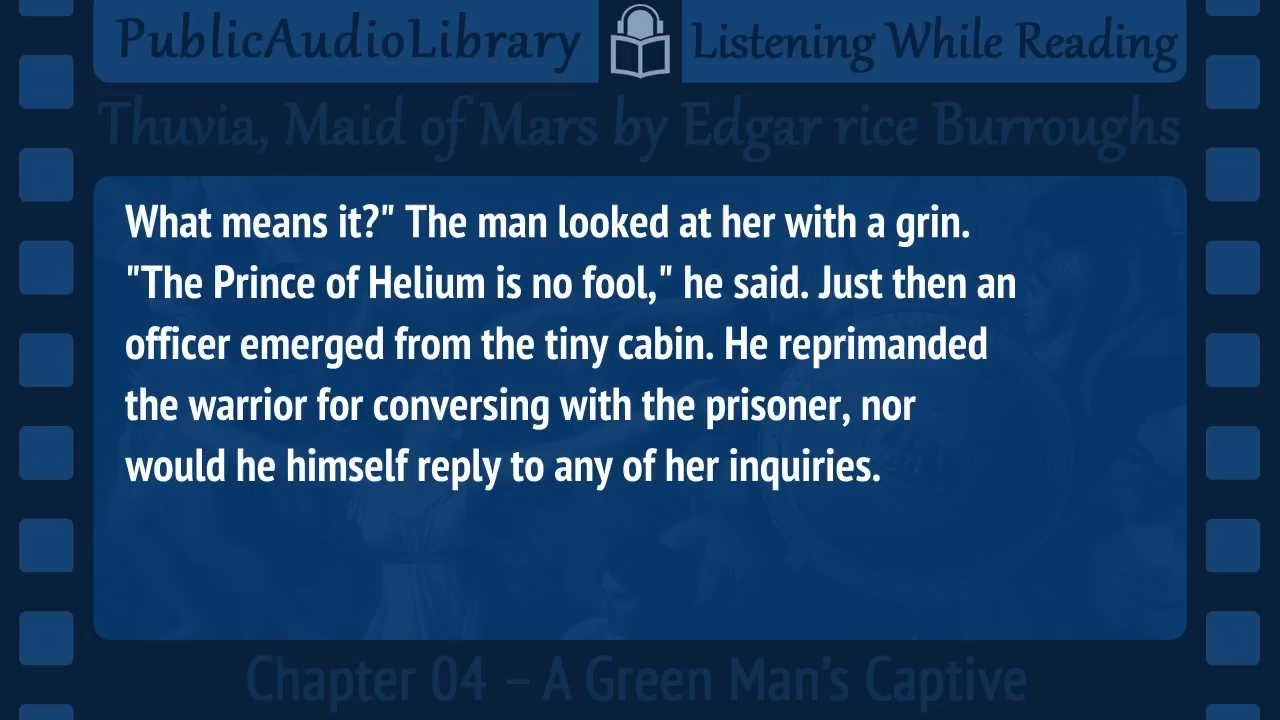 PublicAudioLibrary Listening While Reading
Thuvia, Maid of Mars by Edgar rice Burroughs
What means it?" The man looked at her with a grin.
"The Prince of Helium is no fool," he said. Just then an
officer emerged from the tiny cabin. He reprimanded
the warrior for conversing with the prisoner, nor
would he himself reply to any of her inquiries.
Chapter 04 – A Green Man’s Captive